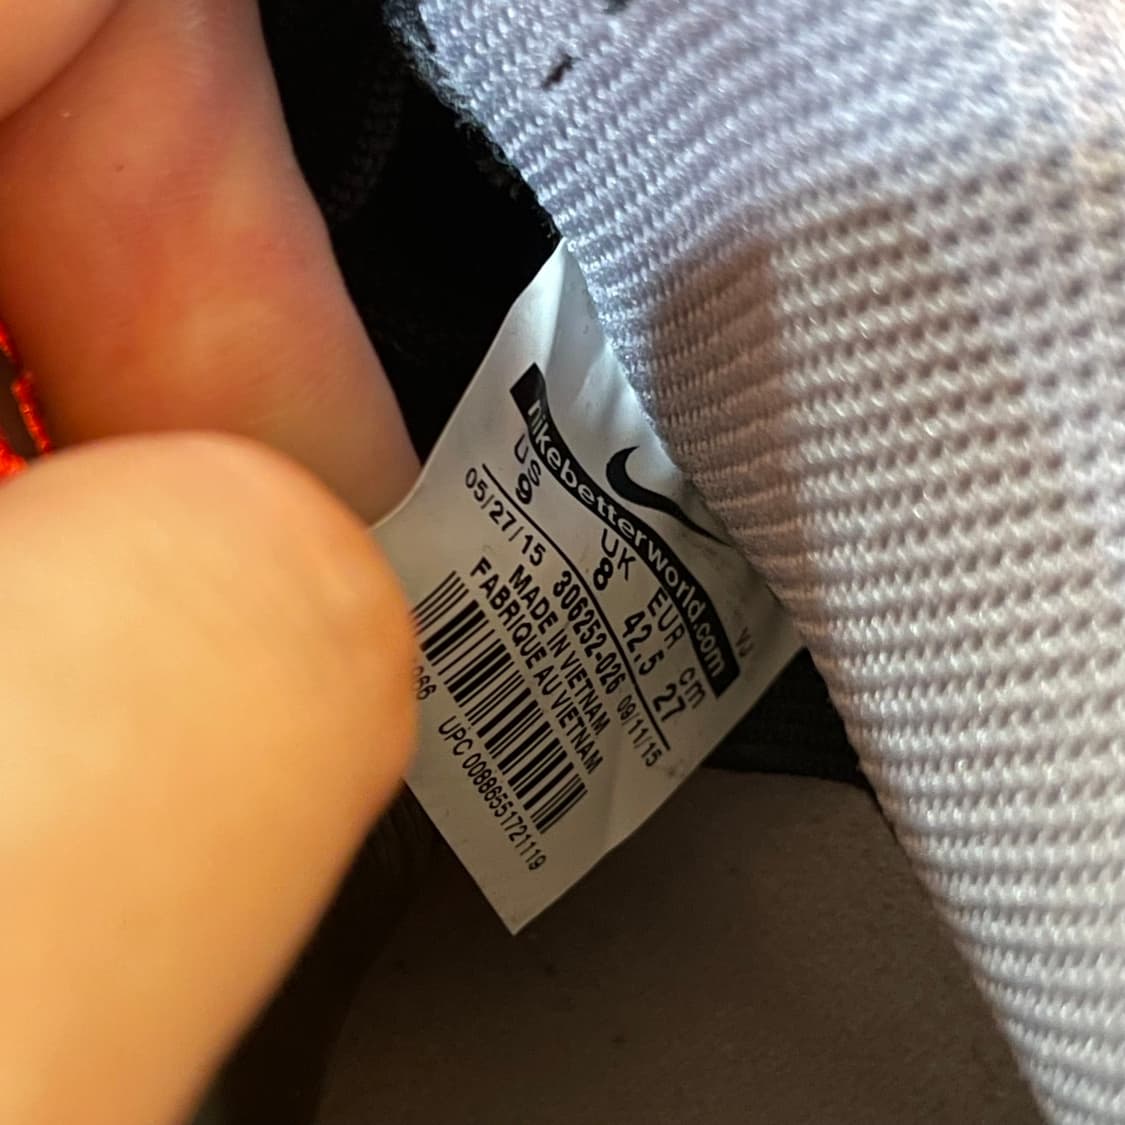 nikebetterworld.com
US UK EUR cm
9 8 42.5 27
05/27/15 306252-026 09/11/15
MADE IN VIETNAM
FABRIQUE AU VIETNAM
UPC 00886551721119